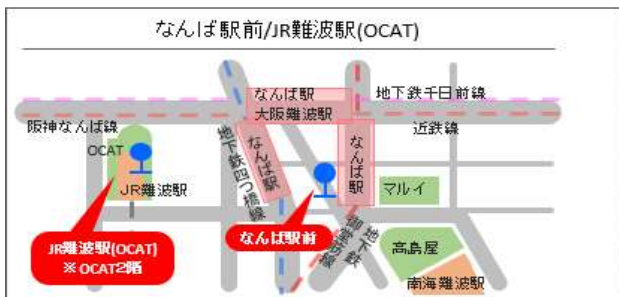 なんば駅前/JR難波駅(OCAT)
なんば駅
地下鉄千日前線
大阪難波駅
阪神なんば線
近鉄線
OCAT
地下鉄四つ橋線
なんば駅
なんば駅
JR難波駅
マルイ
JR難波駅(OCAT)
※OCAT2階
なんば駅前
地下鉄
御堂筋線
高島屋
南海難波駅